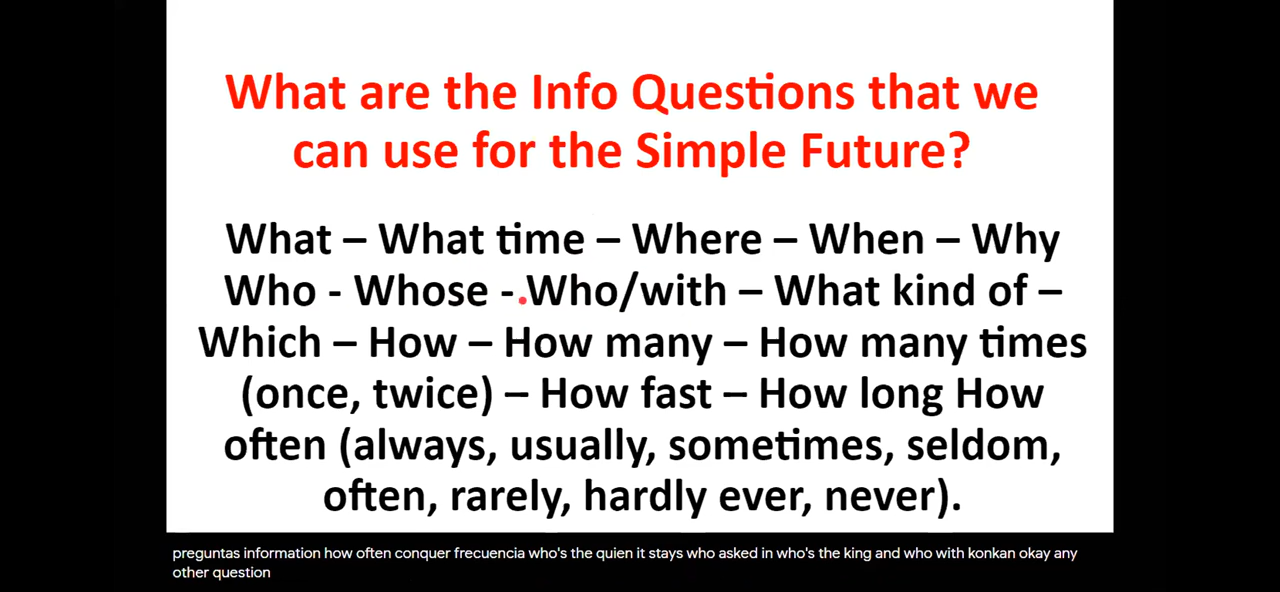 What are the Info Questions that we
can use for the Simple Future?
What – What time – Where – When – Why
Who - Whose - Who/with – What kind of –
Which – How – How many – How many times
(once, twice) – How fast – How long How
often (always, usually, sometimes, seldom,
often, rarely, hardly ever, never).
preguntas information how often conquer frecuencia who's the quien it stays who asked in who's the king and who with konkan okay any
other question